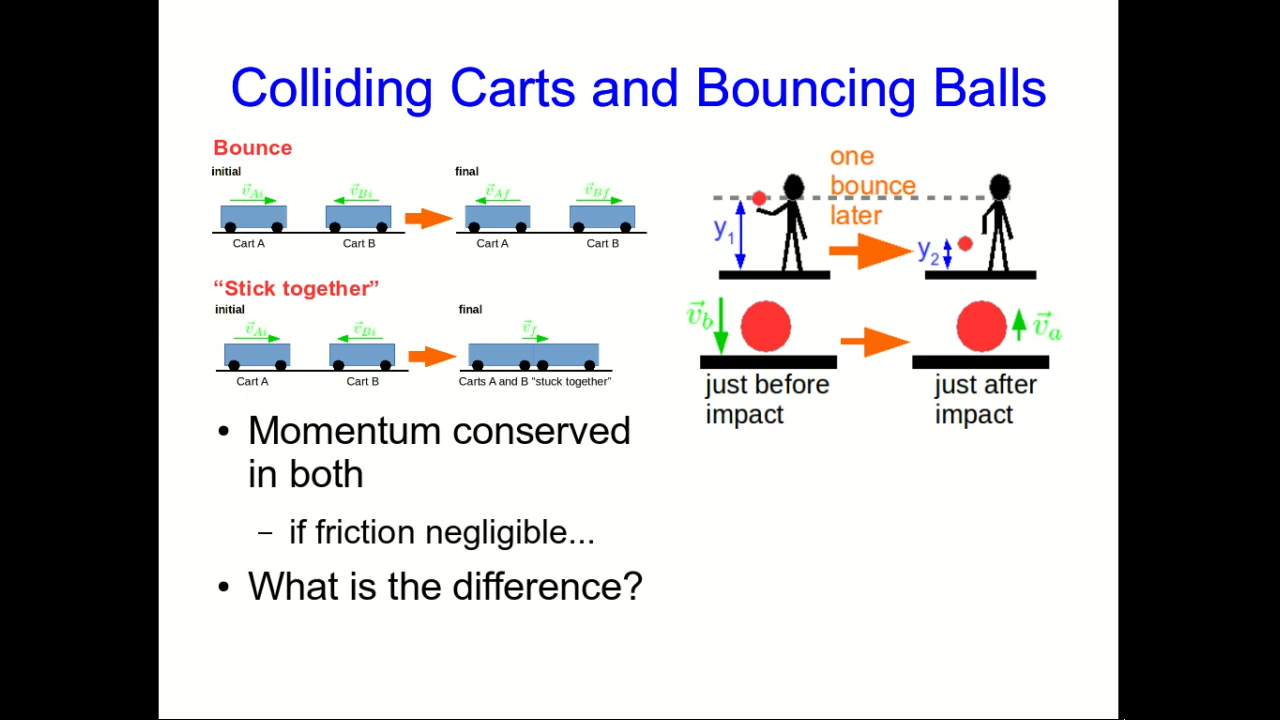 Colliding Carts and Bouncing Balls
Bounce
initial
final
v⃗Ai
v⃗Bi
v⃗Af
v⃗Bf
Cart A
Cart B
Cart A
Cart B
“Stick together”
initial
final
v⃗Ai
v⃗Bi
v⃗f
Cart A
Cart B
Carts A and B “stuck together”
• Momentum conserved
in both
– if friction negligible...
• What is the difference?
one
bounce
later
y1
y2
v⃗b
v⃗a
just before
impact
just after
impact